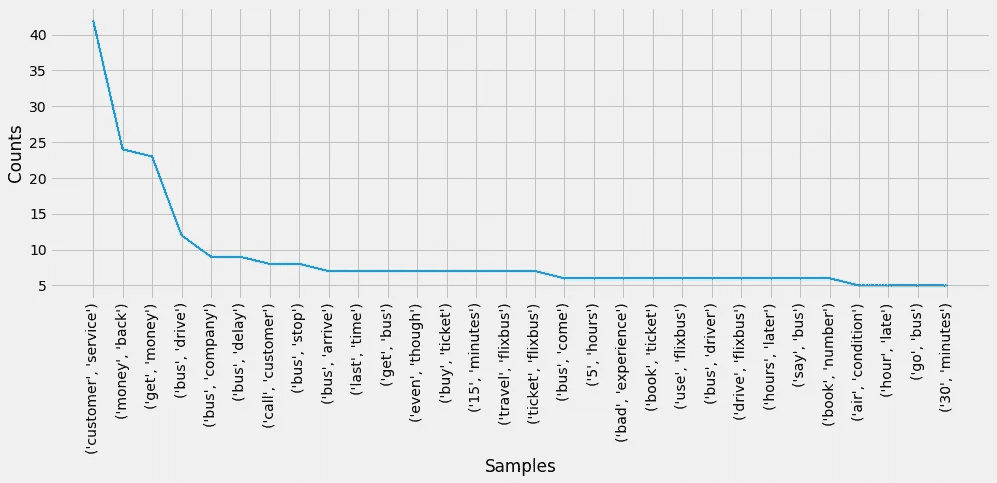 40
35
30
25
20
15
10
5
Counts
('customer', 'service')
('money', 'back')
('get', 'money')
('bus', 'drive')
('bus', 'company')
('bus', 'delay')
('call', 'customer')
('bus', 'stop')
('bus', 'arrive')
('last', 'time')
('get', 'bus')
('even', 'though')
('buy', 'ticket')
('15', 'minutes')
('travel', 'flixbus')
('ticket', 'flixbus')
('bus', 'come')
('5', 'hours')
('bad', 'experience')
('book', 'ticket')
('use', 'flixbus')
('bus', 'driver')
('drive', 'flixbus')
('hours', 'later')
('say', 'bus')
('book', 'number')
('air', 'condition')
('hour', 'late')
('go', 'bus')
('30', 'minutes')
Samples